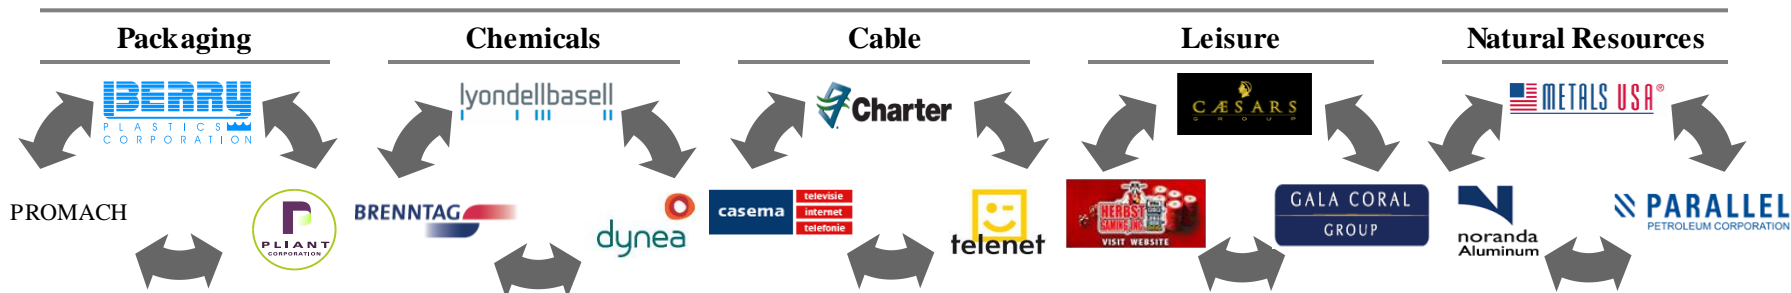 Packaging
Chemicals
Cable
Leisure
Natural Resources
BERRY
PLASTICS
CORPORATION
lyondellbasell
Charter
CÆSARS
GROUP
METALS USA®
PROMACH
PLIANT
CORPORATION
BRENNTAG
dynea
casema
televisie
internet
telefonie
telenet
HERBST
GAMING, INC.
VISIT WEBSITE
GALA CORAL
GROUP
noranda
Aluminum
PARALLEL
PETROLEUM CORPORATION